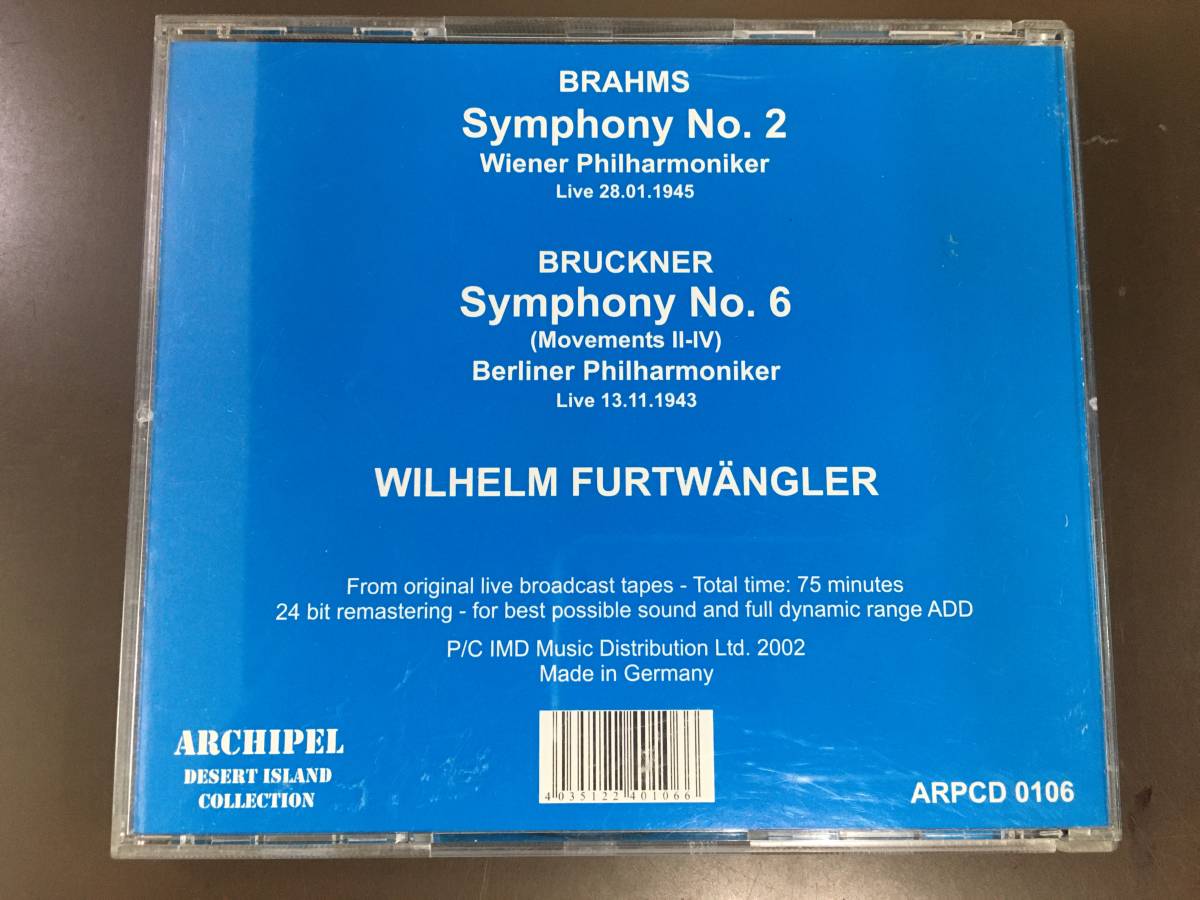 BRAHMS
Symphony No. 2
Wiener Philharmoniker
Live 28.01.1945
BRUCKNER
Symphony No. 6
(Movements II-IV)
Berliner Philharmoniker
Live 13.11.1943
WILHELM FURTWÄNGLER
From original live broadcast tapes - Total time: 75 minutes
24 bit remastering - for best possible sound and full dynamic range ADD
P/C IMD Music Distribution Ltd. 2002
Made in Germany
ARCHIPEL
DESERT ISLAND
COLLECTION
4 035122 401066
ARPCD 0106